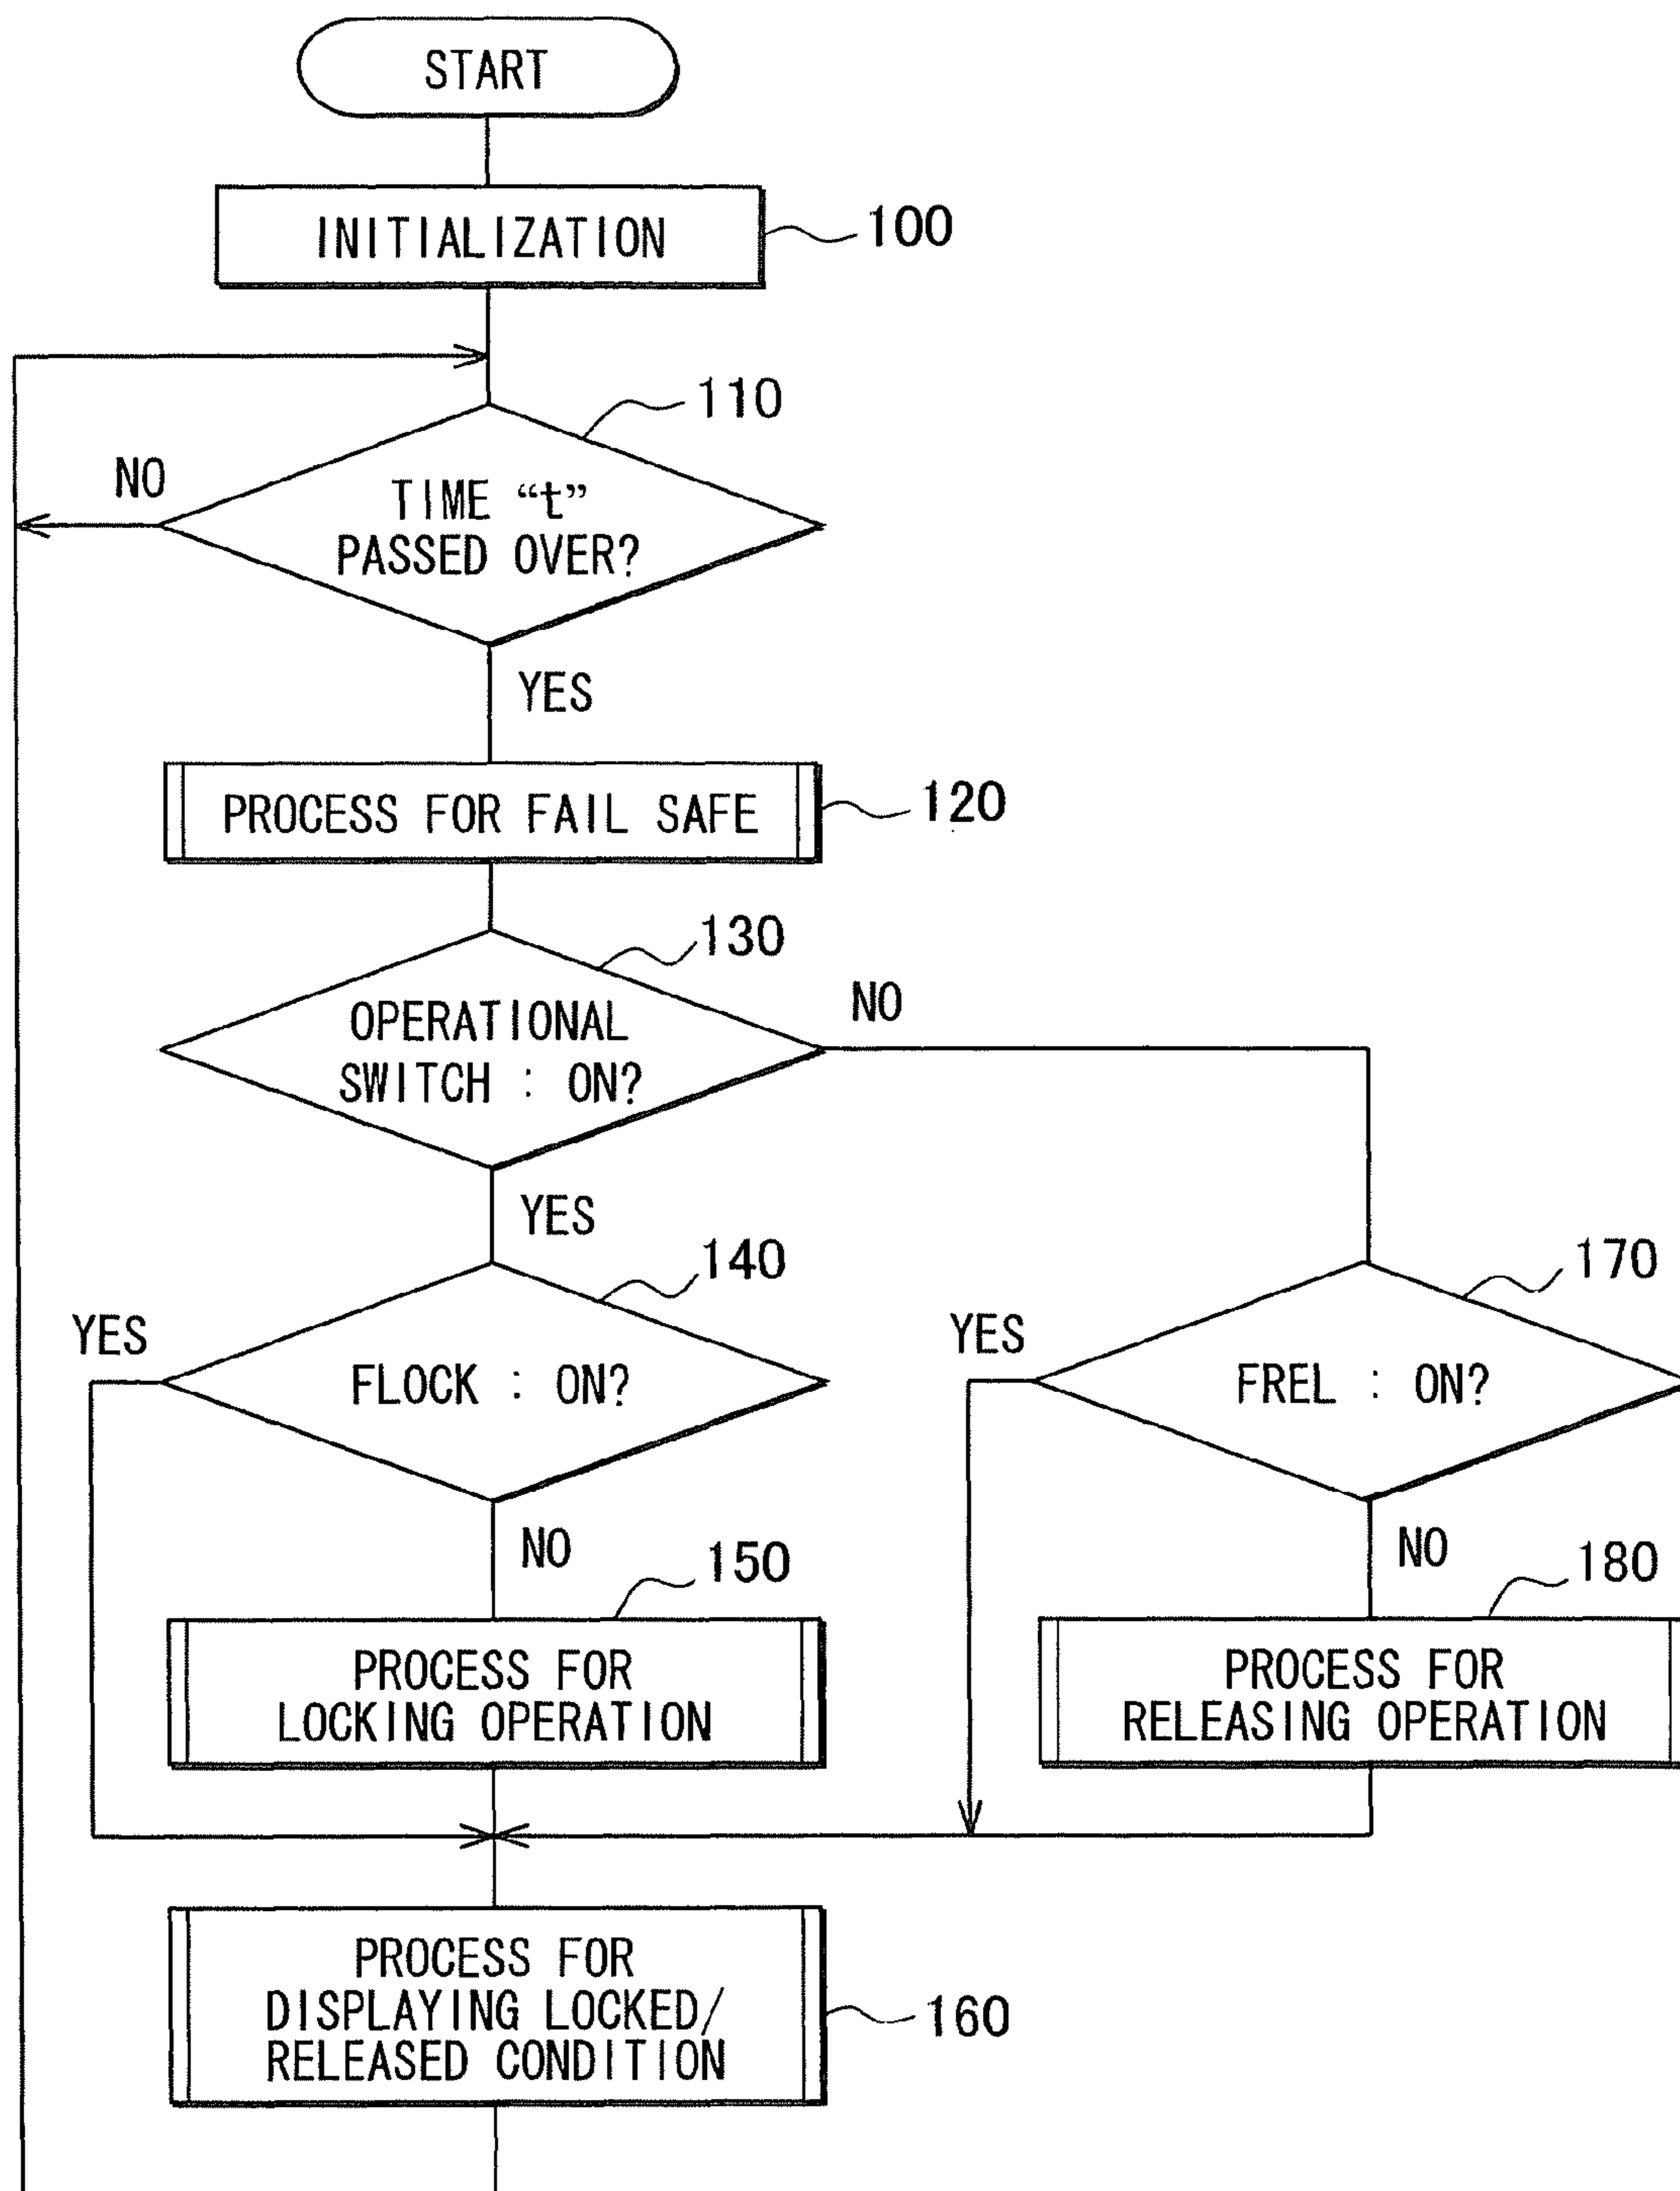 START
INITIALIZATION
100
110
NO
TIME “t”
PASSED OVER?
YES
PROCESS FOR FAIL SAFE
120
130
NO
OPERATIONAL
SWITCH : ON?
YES
140
170
YES
FLOCK : ON?
YES
FREL : ON?
NO
150
NO
180
PROCESS FOR
LOCKING OPERATION
PROCESS FOR
RELEASING OPERATION
PROCESS FOR
DISPLAYING LOCKED/
RELEASED CONDITION
160